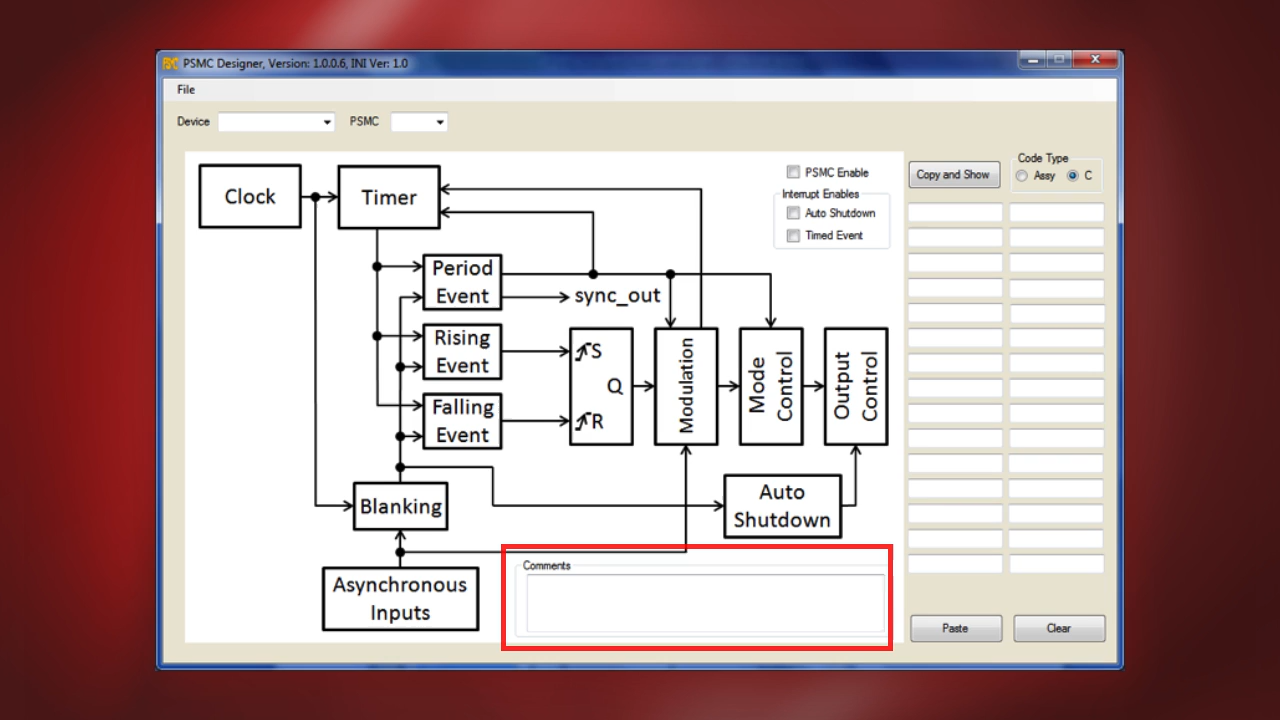 PSMC Designer, Version: 1.0.0.6, INI Ver: 1.0
File
Device
PSMC
Clock
Timer
PSMC Enable
Interrupt Enables
Auto Shutdown
Timed Event
Copy and Show
Code Type
Assy
C
Period
Event
sync_out
Rising
Event
Falling
Event
S
Q
R
Modulation
Mode
Control
Output
Control
Blanking
Auto
Shutdown
Asynchronous
Inputs
Comments
Paste
Clear